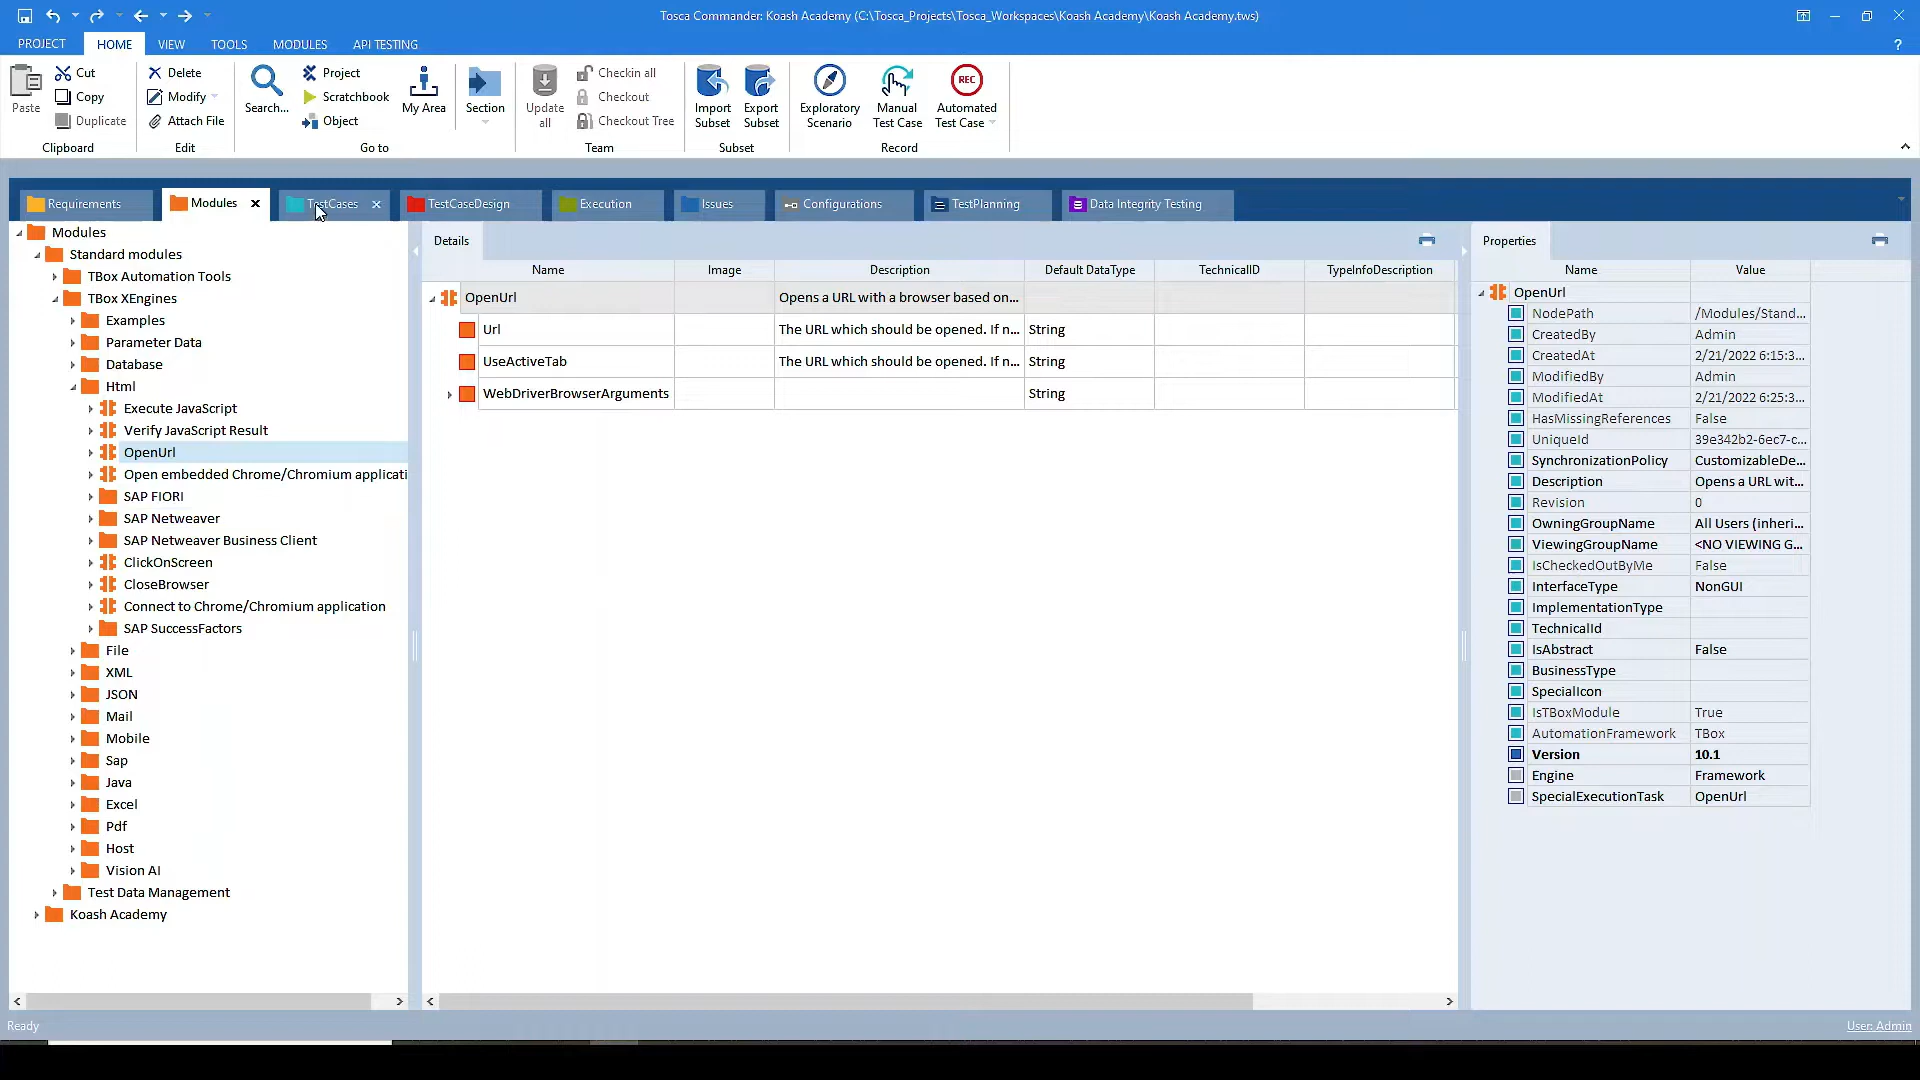 Tosca Commander: Koash Academy (C:\Tosca_Projects\Tosca_Workspaces\Koash Academy\Koash Academy.tws)
PROJECT HOME VIEW TOOLS MODULES API TESTING ?
Paste
Cut
Copy
Duplicate
Clipboard
Delete
Modify
Attach File
Edit
Search...
Project
Scratchbook
Object
My Area
Go to
Section
Update all
Checkin all
Checkout
Checkout Tree
Team
Import Subset
Export Subset
Subset
Exploratory Scenario
Manual Test Case
REC
Automated Test Case
Record
Requirements Modules TestCases TestCaseDesign Execution Issues Configurations TestPlanning Data Integrity Testing
Modules
Standard modules
TBox Automation Tools
TBox XEngines
Examples
Parameter Data
Database
Html
Execute JavaScript
Verify JavaScript Result
OpenUrl
Open embedded Chrome/Chromium applicati
SAP FIORI
SAP Netweaver
SAP Netweaver Business Client
ClickOnScreen
CloseBrowser
Connect to Chrome/Chromium application
SAP SuccessFactors
File
XML
JSON
Mail
Mobile
Sap
Java
Excel
Pdf
Host
Vision AI
Test Data Management
Koash Academy
Details
Name Image Description Default DataType TechnicalID TypeInfoDescription
OpenUrl Opens a URL with a browser based on...
Url The URL which should be opened. If n... String
UseActiveTab The URL which should be opened. If n... String
WebDriverBrowserArguments String
Properties
Name Value
OpenUrl
NodePath /Modules/Stand...
CreatedBy Admin
CreatedAt 2/21/2022 6:15:3...
ModifiedBy Admin
ModifiedAt 2/21/2022 6:25:3...
HasMissingReferences False
UniqueId 39e342b2-6ec7-c...
SynchronizationPolicy CustomizableDe...
Description Opens a URL wit...
Revision 0
OwningGroupName All Users (inheri...
ViewingGroupName <NO VIEWING G...
IsCheckedOutByMe False
InterfaceType NonGUI
ImplementationType
TechnicalId
IsAbstract False
BusinessType
SpecialIcon
IsTBoxModule True
AutomationFramework TBox
Version 10.1
Engine Framework
SpecialExecutionTask OpenUrl
Ready
User: Admin